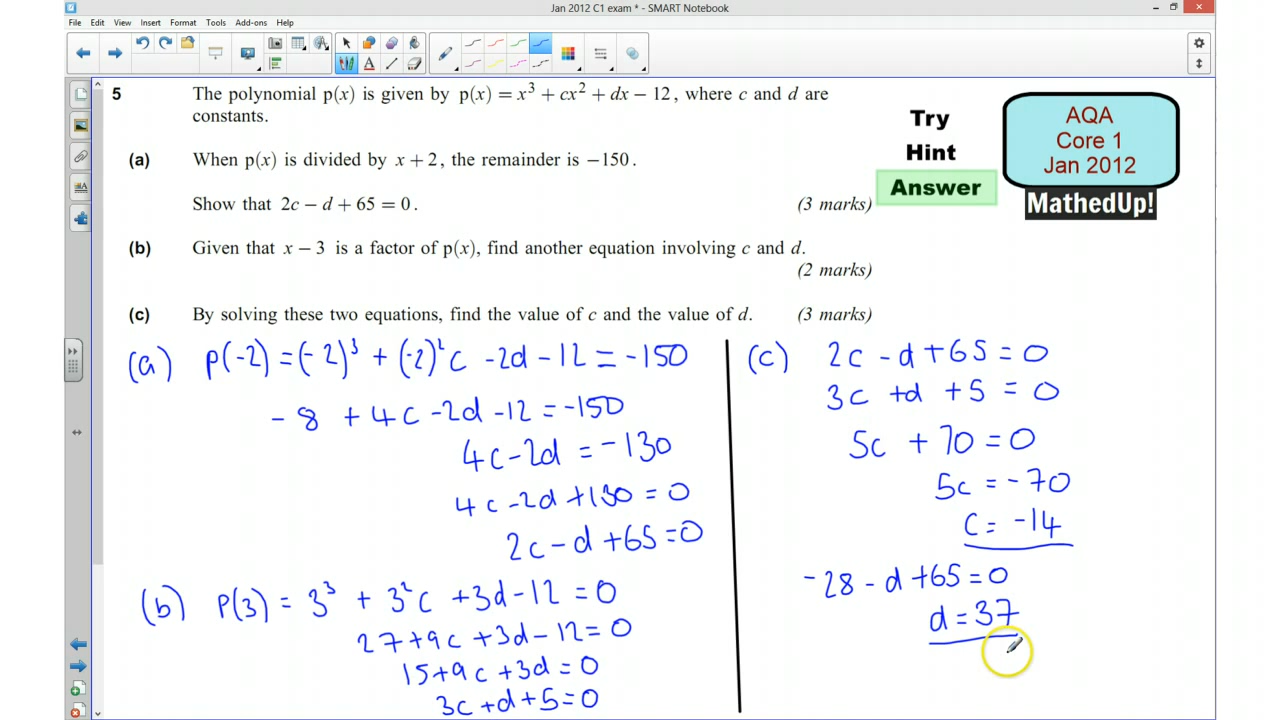 Jan 2012 C1 exam * - SMART Notebook
File Edit View Insert Format Tools Add-ons Help
5 The polynomial p(x) is given by p(x) = x³ + cx² + dx − 12, where c and d are
constants.
(a) When p(x) is divided by x + 2, the remainder is −150.
Show that 2c − d + 65 = 0. (3 marks)
(b) Given that x − 3 is a factor of p(x), find another equation involving c and d.
(2 marks)
(c) By solving these two equations, find the value of c and the value of d. (3 marks)
Try
Hint
Answer
AQA
Core 1
Jan 2012
MathedUp!
(a) p(-2) = (-2)³ + (-2)²c -2d -12 = -150
-8 + 4c -2d -12 = -150
4c -2d = -130
4c -2d +130 = 0
2c - d +65 = 0
(b) p(3) = 3³ + 3²c +3d -12 = 0
27 +9c +3d -12 = 0
15 +9c +3d = 0
3c +d +5 = 0
(c) 2c - d +65 = 0
3c +d +5 = 0
5c + 70 = 0
5c = -70
c = -14
-28 - d +65 = 0
d = 37